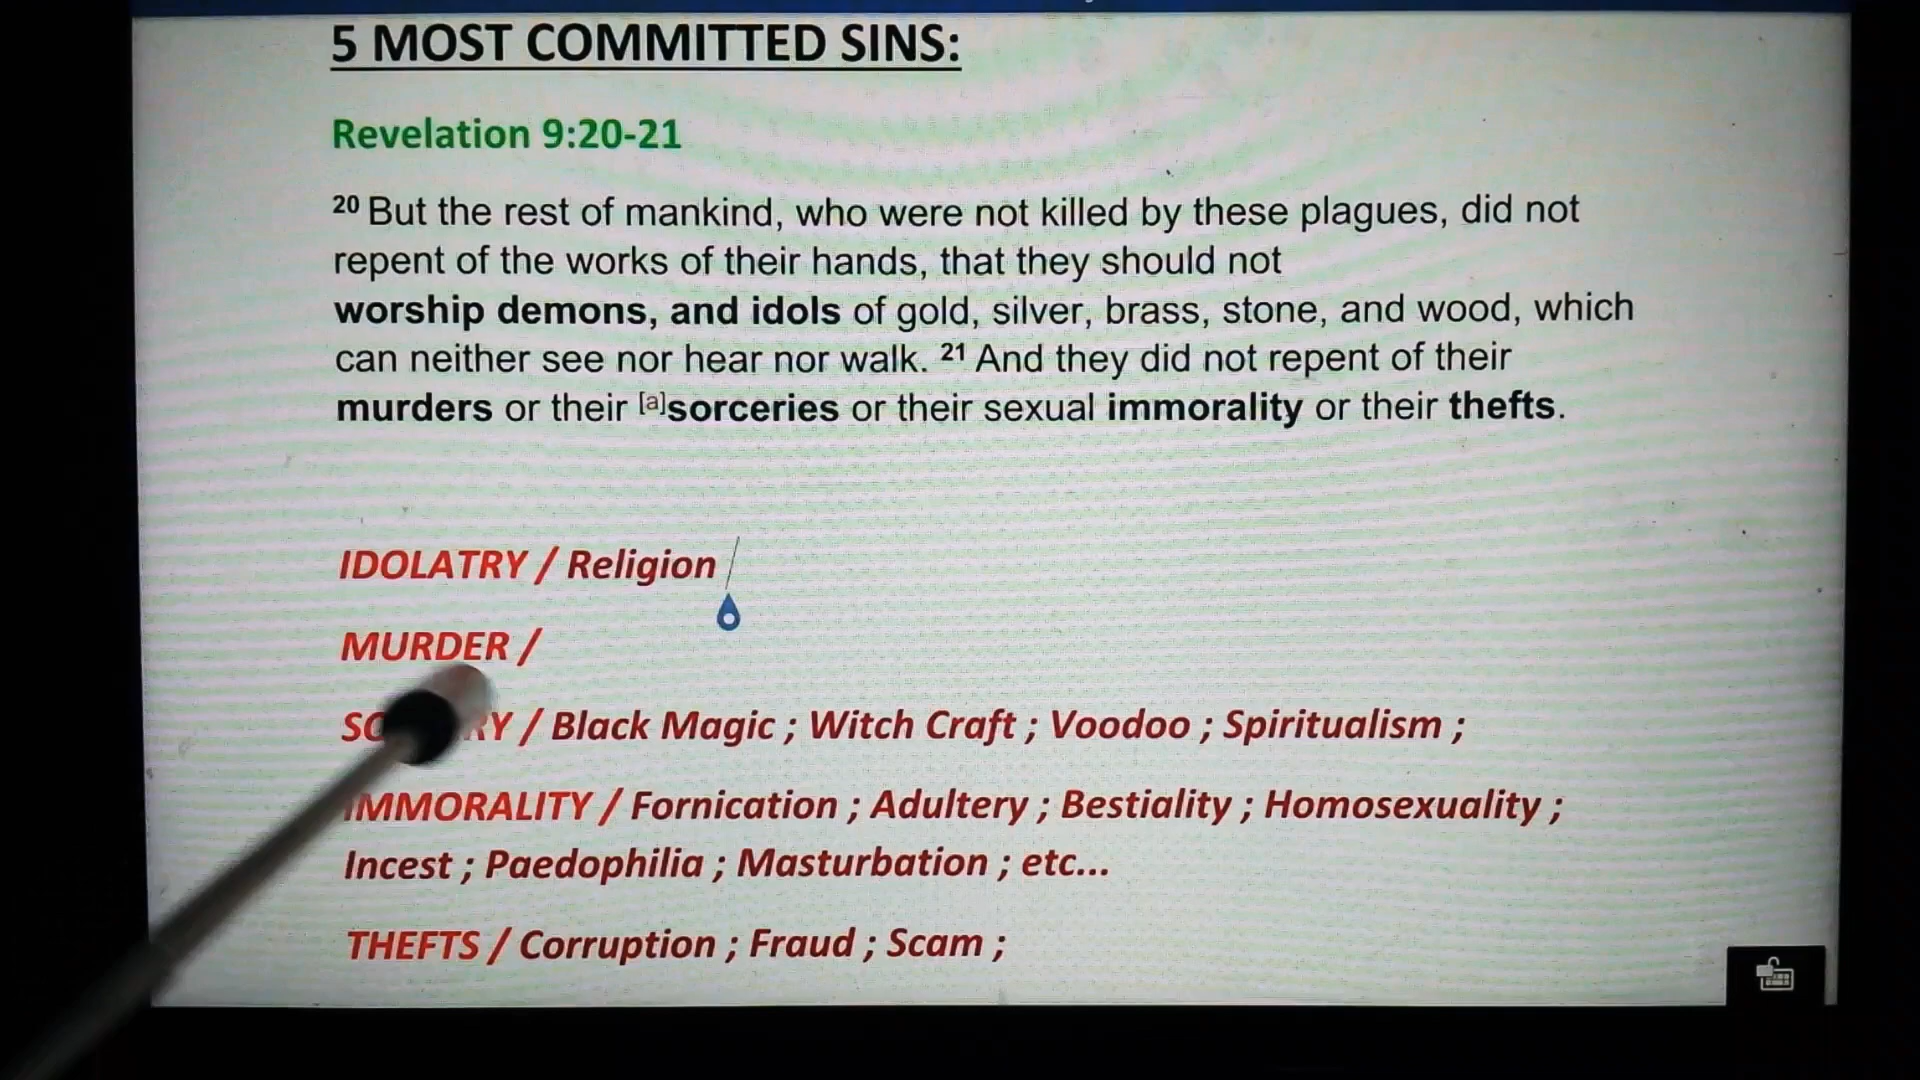 5 MOST COMMITTED SINS:
Revelation 9:20-21
20 But the rest of mankind, who were not killed by these plagues, did not
repent of the works of their hands, that they should not
worship demons, and idols of gold, silver, brass, stone, and wood, which
can neither see nor hear nor walk. 21 And they did not repent of their
murders or their [a]sorceries or their sexual immorality or their thefts.
IDOLATRY / Religion
MURDER /
/ Black Magic ; Witch Craft ; Voodoo ; Spiritualism ;
IMMORALITY / Fornication ; Adultery ; Bestiality ; Homosexuality ;
Incest ; Paedophilia ; Masturbation ; etc...
THEFTS / Corruption ; Fraud ; Scam ;